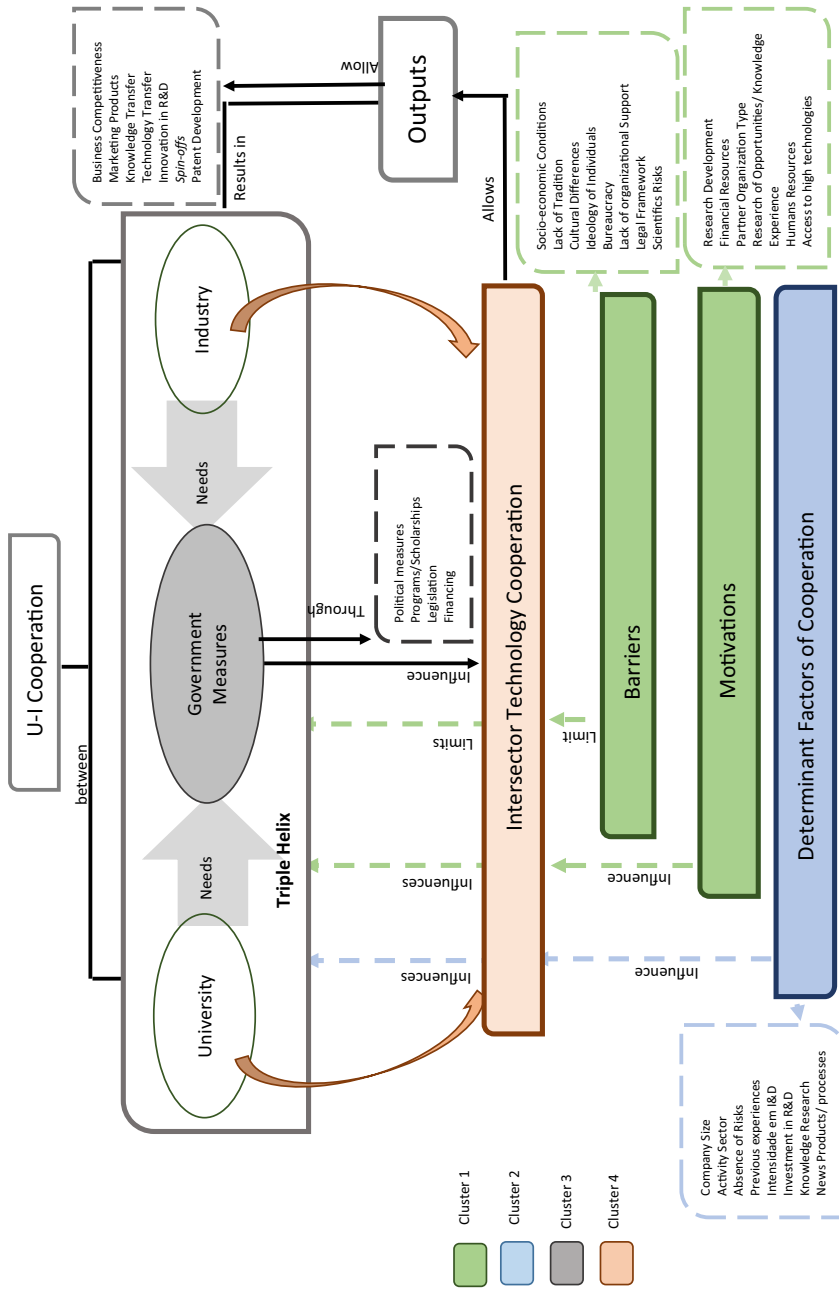 U-I Cooperation
between
University
Needs
Government
Measures
Needs
Industry
Triple Helix
Results in
Business Competitiveness
Marketing Products
Knowledge Transfer
Technology Transfer
Innovation in R&D
Spin-offs
Patent Development
Allow
Outputs
Allows
Influences
Influences
Limits
Influence
Through
Political measures
Programs/Scholarships
Legislation
Financing
Intersector Technology Cooperation
Socio-economic Conditions
Lack of Tradition
Cultural Differences
Ideology of Individuals
Bureaucracy
Lack of organizational Support
Legal Framework
Scientifics Risks
Limit
Barriers
Influence
Influence
Motivations
Research Development
Financial Resources
Partner Organization Type
Research of Opportunities/ Knowledge
Experience
Humans Resources
Access to high technologies
Determinant Factors of Cooperation
Company Size
Activity Sector
Absence of Risks
Previous experiences
Intensidade em I&D
Investment in R&D
Knowledge Research
News Products/ processes
Cluster 1
Cluster 2
Cluster 3
Cluster 4